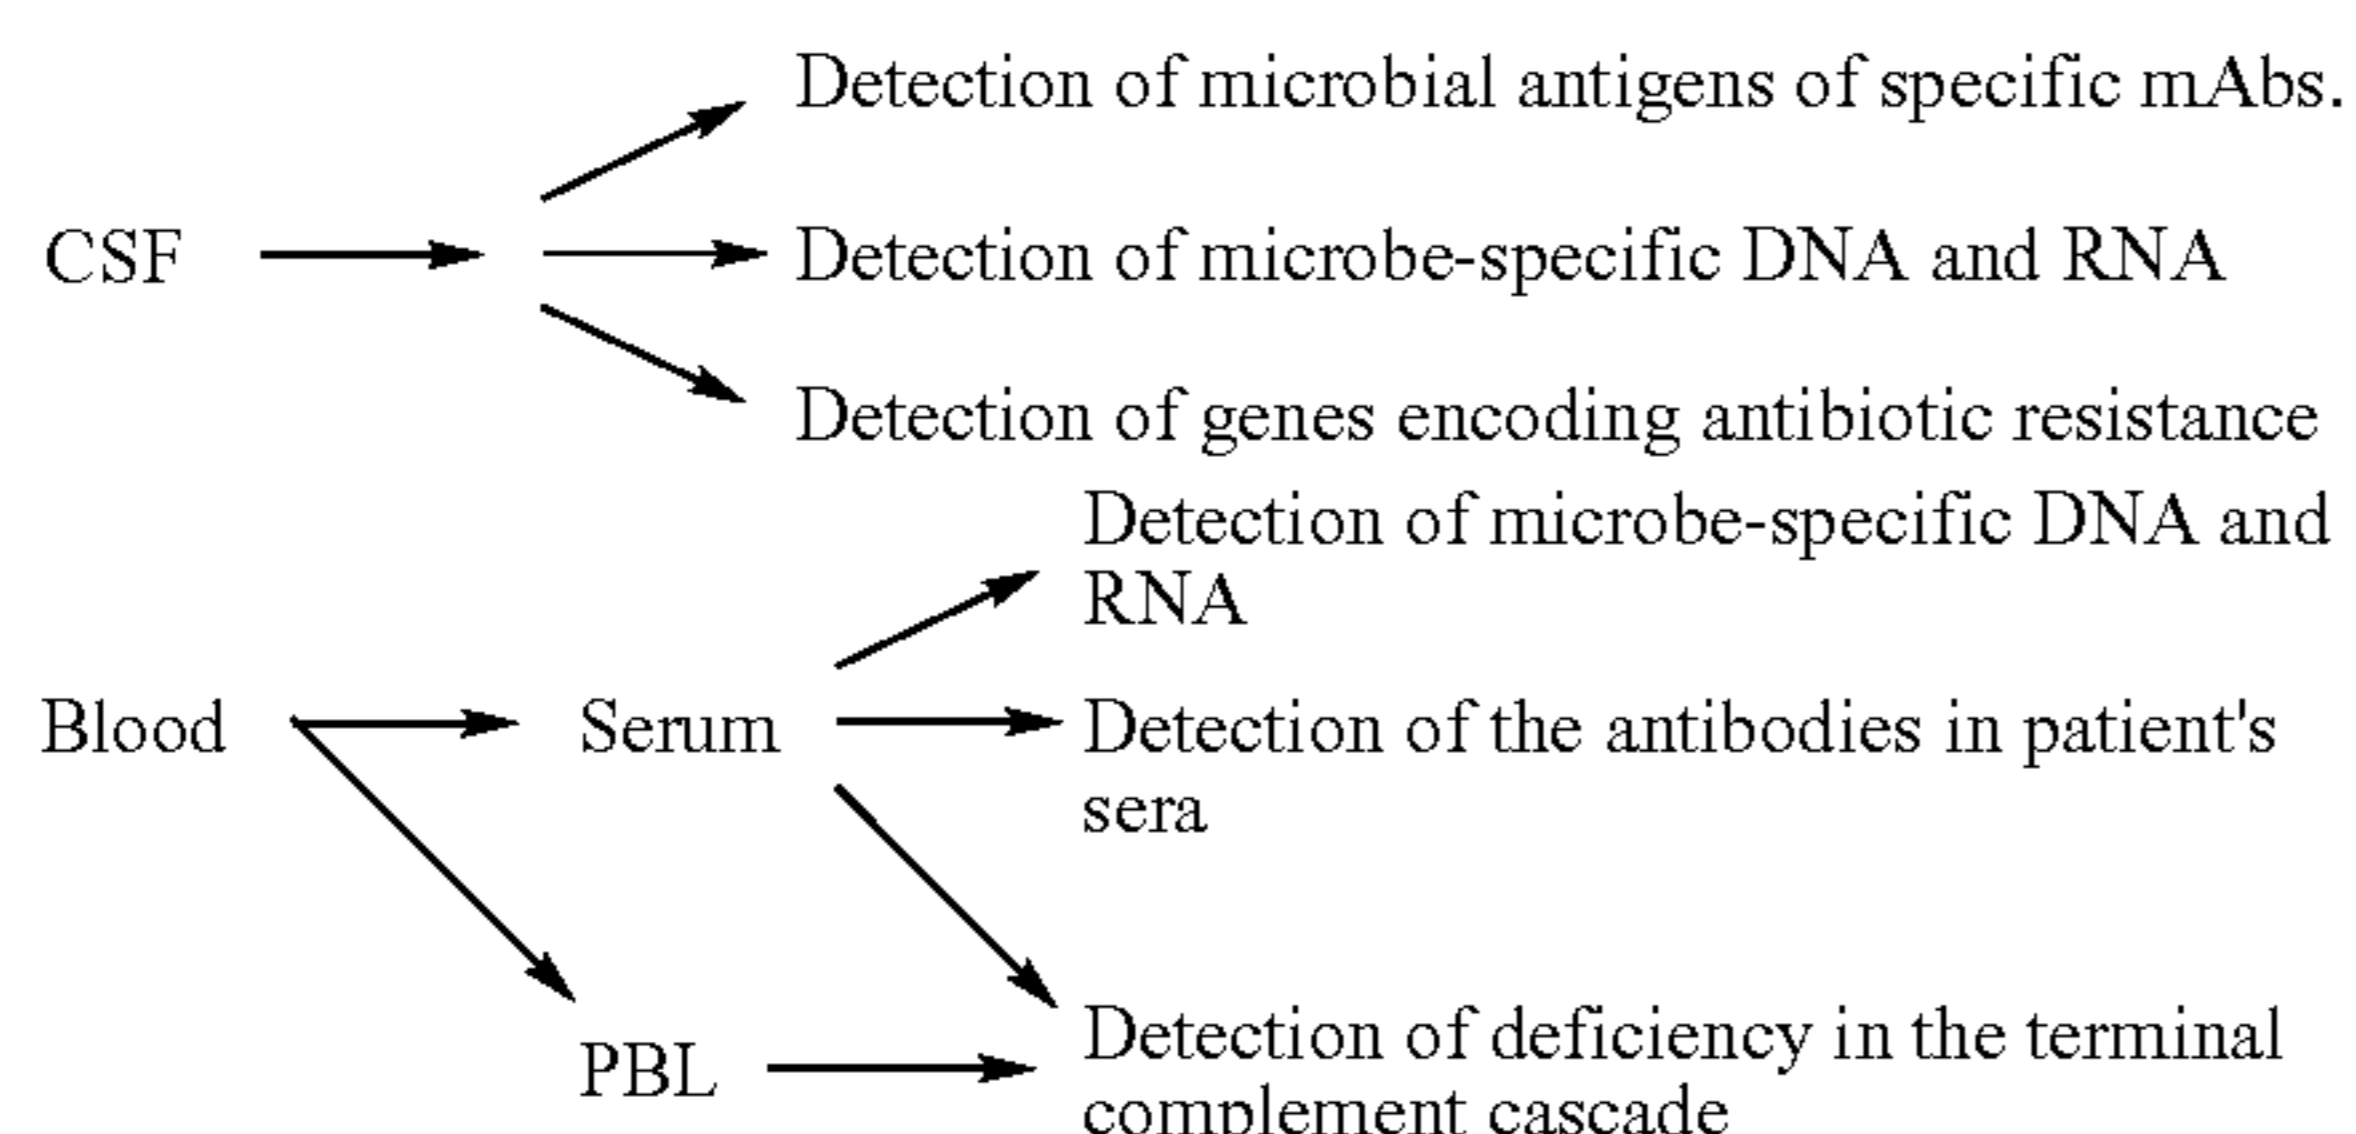 Detection of microbial antigens of specific mAbs.
CSF
Detection of microbe-specific DNA and RNA
Detection of genes encoding antibiotic resistance
Detection of microbe-specific DNA and
RNA
Blood
Serum
Detection of the antibodies in patient's
sera
PBL
Detection of deficiency in the terminal
complement cascade